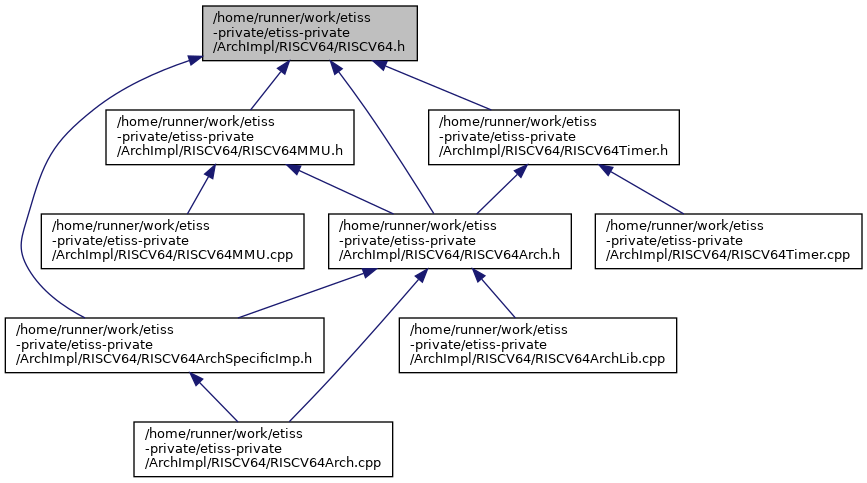 /home/runner/work/etiss
-private/etiss-private
/ArchImpl/RISCV64/RISCV64.h
/home/runner/work/etiss
-private/etiss-private
/ArchImpl/RISCV64/RISCV64MMU.h
/home/runner/work/etiss
-private/etiss-private
/ArchImpl/RISCV64/RISCV64Timer.h
/home/runner/work/etiss
-private/etiss-private
/ArchImpl/RISCV64/RISCV64MMU.cpp
/home/runner/work/etiss
-private/etiss-private
/ArchImpl/RISCV64/RISCV64Arch.h
/home/runner/work/etiss
-private/etiss-private
/ArchImpl/RISCV64/RISCV64Timer.cpp
/home/runner/work/etiss
-private/etiss-private
/ArchImpl/RISCV64/RISCV64ArchSpecificImp.h
/home/runner/work/etiss
-private/etiss-private
/ArchImpl/RISCV64/RISCV64ArchLib.cpp
/home/runner/work/etiss
-private/etiss-private
/ArchImpl/RISCV64/RISCV64Arch.cpp